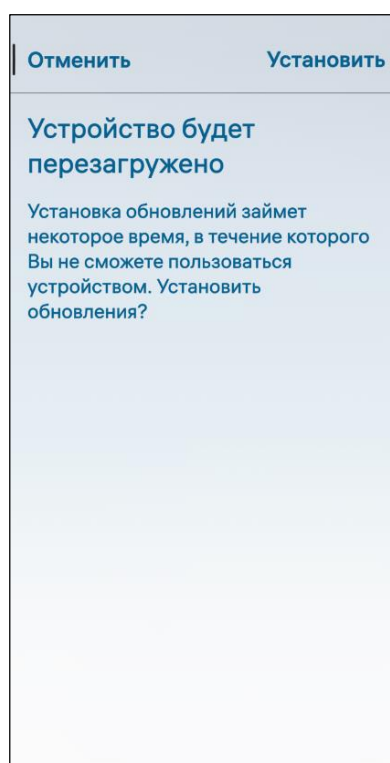 Отменить Установить
Устройство будет
перезагружено
Установка обновлений займет
некоторое время, в течение которого
Вы не сможете пользоваться
устройством. Установить
обновления?